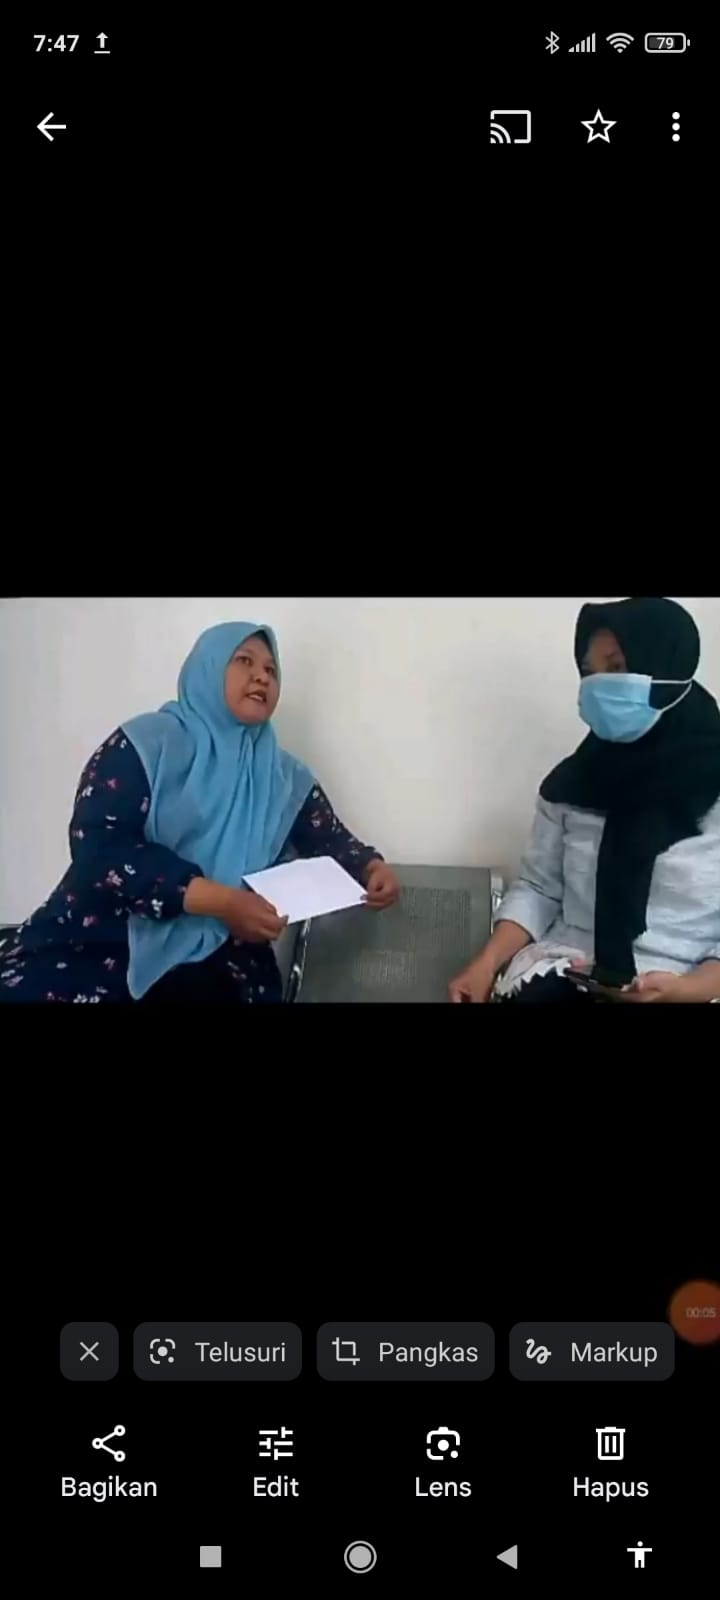 7:47
79
00:05
Telusuri
Pangkas
Markup
Bagikan
Edit
Lens
Hapus